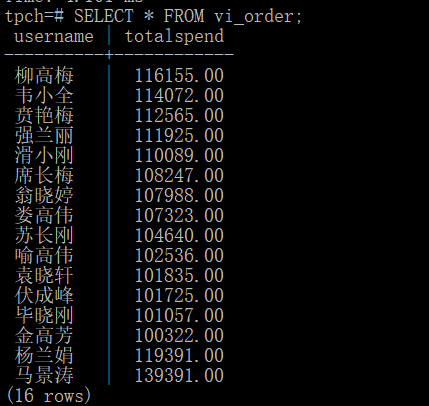 tpch=# SELECT * FROM vi_order;
username | totalspend
----------+------------
柳高梅 | 116155.00
韦小全 | 114072.00
贲艳梅 | 112565.00
强兰丽 | 111925.00
滑小刚 | 110089.00
席长梅 | 108247.00
翁晓婷 | 107988.00
娄高伟 | 107323.00
苏长刚 | 104640.00
喻高伟 | 102536.00
袁晓轩 | 101835.00
伏成峰 | 101725.00
毕晓刚 | 101057.00
金高芳 | 100322.00
杨兰娟 | 119391.00
马景涛 | 139391.00
(16 rows)